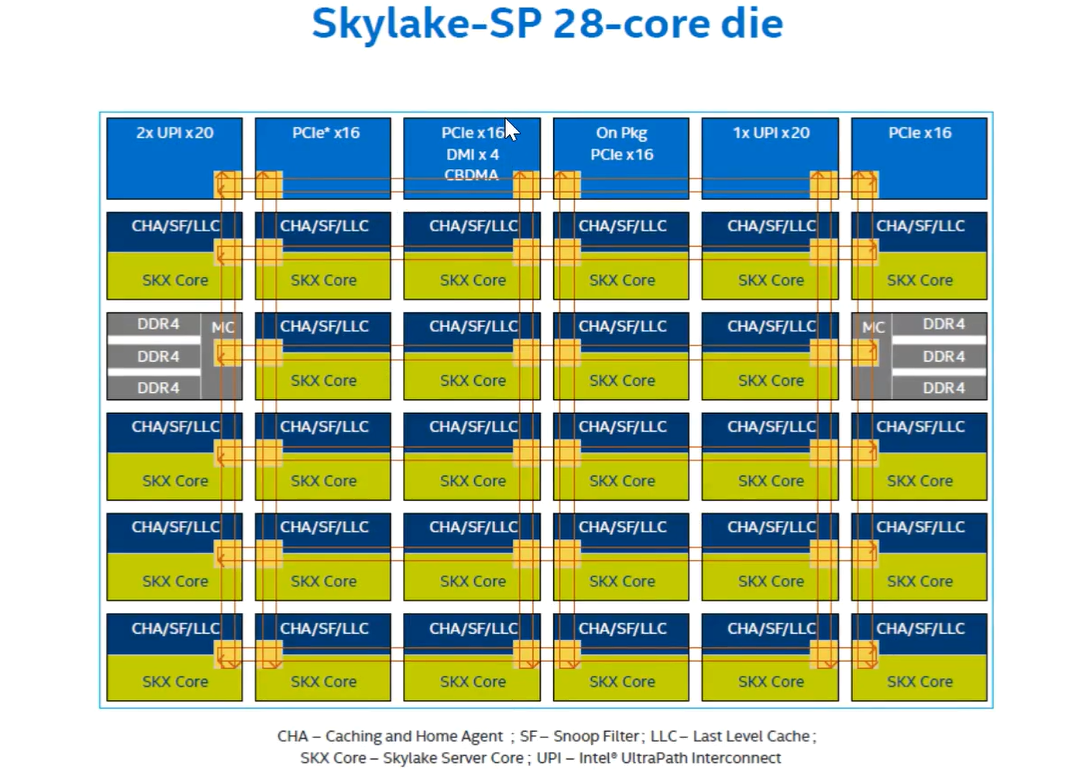 Skylake-SP 28-core die
2x UPI x20
PCIe* x16
PCIe x16
DMI x 4
CBDMA
On Pkg
PCIe x16
1x UPI x20
PCIe x16
CHA/SF/LLC
SKX Core
CHA/SF/LLC
SKX Core
CHA/SF/LLC
SKX Core
CHA/SF/LLC
SKX Core
CHA/SF/LLC
SKX Core
CHA/SF/LLC
SKX Core
DDR4
DDR4
DDR4
MC
CHA/SF/LLC
SKX Core
CHA/SF/LLC
SKX Core
CHA/SF/LLC
SKX Core
CHA/SF/LLC
SKX Core
MC
DDR4
DDR4
DDR4
CHA/SF/LLC
SKX Core
CHA/SF/LLC
SKX Core
CHA/SF/LLC
SKX Core
CHA/SF/LLC
SKX Core
CHA/SF/LLC
SKX Core
CHA/SF/LLC
SKX Core
CHA/SF/LLC
SKX Core
CHA/SF/LLC
SKX Core
CHA/SF/LLC
SKX Core
CHA/SF/LLC
SKX Core
CHA/SF/LLC
SKX Core
CHA/SF/LLC
SKX Core
CHA/SF/LLC
SKX Core
CHA/SF/LLC
SKX Core
CHA/SF/LLC
SKX Core
CHA/SF/LLC
SKX Core
CHA/SF/LLC
SKX Core
CHA/SF/LLC
SKX Core
CHA – Caching and Home Agent ; SF – Snoop Filter; LLC – Last Level Cache;
SKX Core – Skylake Server Core ; UPI – Intel® UltraPath Interconnect